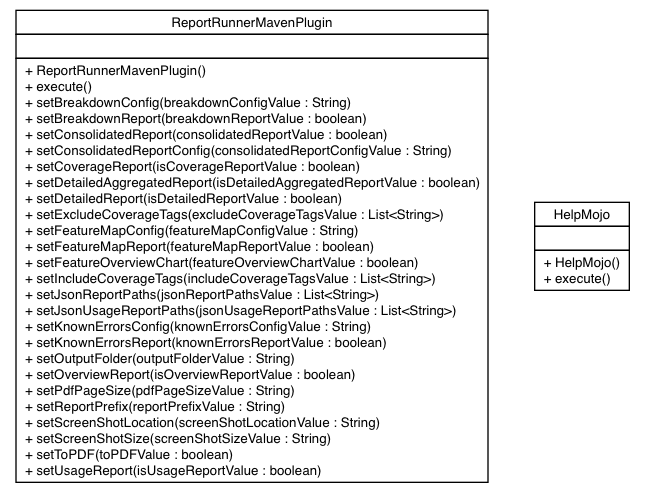 ReportRunnerMavenPlugin
+ ReportRunnerMavenPlugin()
+ execute()
+ setBreakdownConfig(breakdownConfigValue : String)
+ setBreakdownReport(breakdownReportValue : boolean)
+ setConsolidatedReport(consolidatedReportValue : boolean)
+ setConsolidatedReportConfig(consolidatedReportConfigValue : String)
+ setCoverageReport(isCoverageReportValue : boolean)
+ setDetailedAggregatedReport(isDetailedAggregatedReportValue : boolean)
+ setDetailedReport(isDetailedReportValue : boolean)
+ setExcludeCoverageTags(excludeCoverageTagsValue : List<String>)
+ setFeatureMapConfig(featureMapConfigValue : String)
+ setFeatureMapReport(featureMapReportValue : boolean)
+ setFeatureOverviewChart(featureOverviewChartValue : boolean)
+ setIncludeCoverageTags(includeCoverageTagsValue : List<String>)
+ setJsonReportPaths(jsonReportPathsValue : List<String>)
+ setJsonUsageReportPaths(jsonUsageReportPathsValue : List<String>)
+ setKnownErrorsConfig(knownErrorsConfigValue : String)
+ setKnownErrorsReport(knownErrorsReportValue : boolean)
+ setOutputFolder(outputFolderValue : String)
+ setOverviewReport(isOverviewReportValue : boolean)
+ setPdfPageSize(pdfPageSizeValue : String)
+ setReportPrefix(reportPrefixValue : String)
+ setScreenShotLocation(screenShotLocationValue : String)
+ setScreenShotSize(screenShotSizeValue : String)
+ setToPDF(toPDFValue : boolean)
+ setUsageReport(isUsageReportValue : boolean)
HelpMojo
+ HelpMojo()
+ execute()